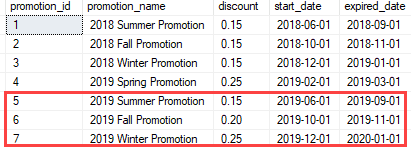 promotion_id promotion_name discount start_date expired_date
1 2018 Summer Promotion 0.15 2018-06-01 2018-09-01
2 2018 Fall Promotion 0.15 2018-10-01 2018-11-01
3 2018 Winter Promotion 0.15 2018-12-01 2019-01-01
4 2019 Spring Promotion 0.25 2019-02-01 2019-03-01
5 2019 Summer Promotion 0.15 2019-06-01 2019-09-01
6 2019 Fall Promotion 0.20 2019-10-01 2019-11-01
7 2019 Winter Promotion 0.25 2019-12-01 2020-01-01